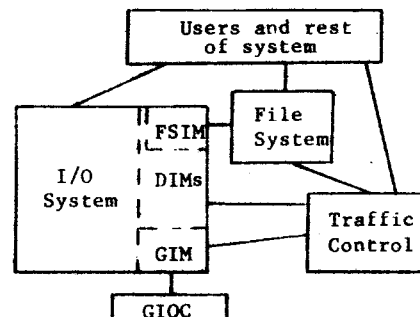 Users and rest
of system
FSIM
File
System
I/O
System
DIMs
Traffic
Control
GIM
GIOC